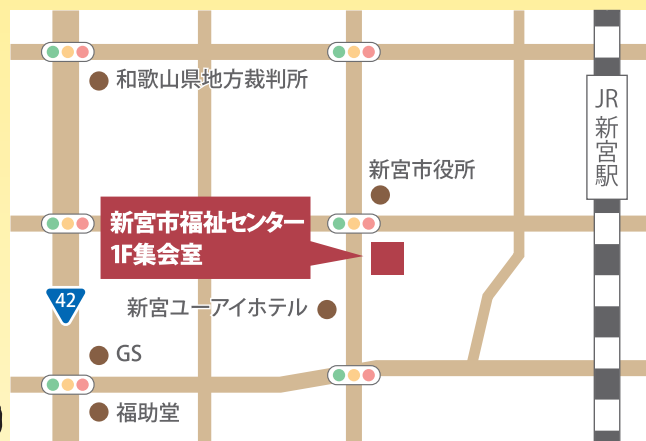 和歌山県地方裁判所
JR
新宮駅
新宮市役所
新宮市福祉センター
1F集会室
42
新宮ユーアイホテル
GS
福助堂